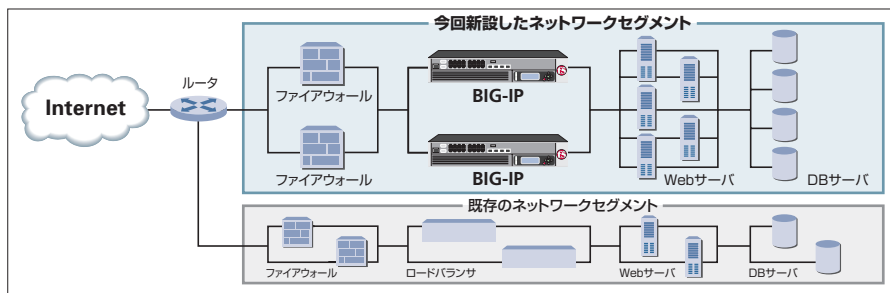 今回新設したネットワークセグメント
Internet
ルータ
ファイアウォール
ファイアウォール
BIG-IP
BIG-IP
Webサーバ
DBサーバ
既存のネットワークセグメント
ファイアウォール
ロードバランサ
Webサーバ
DBサーバ